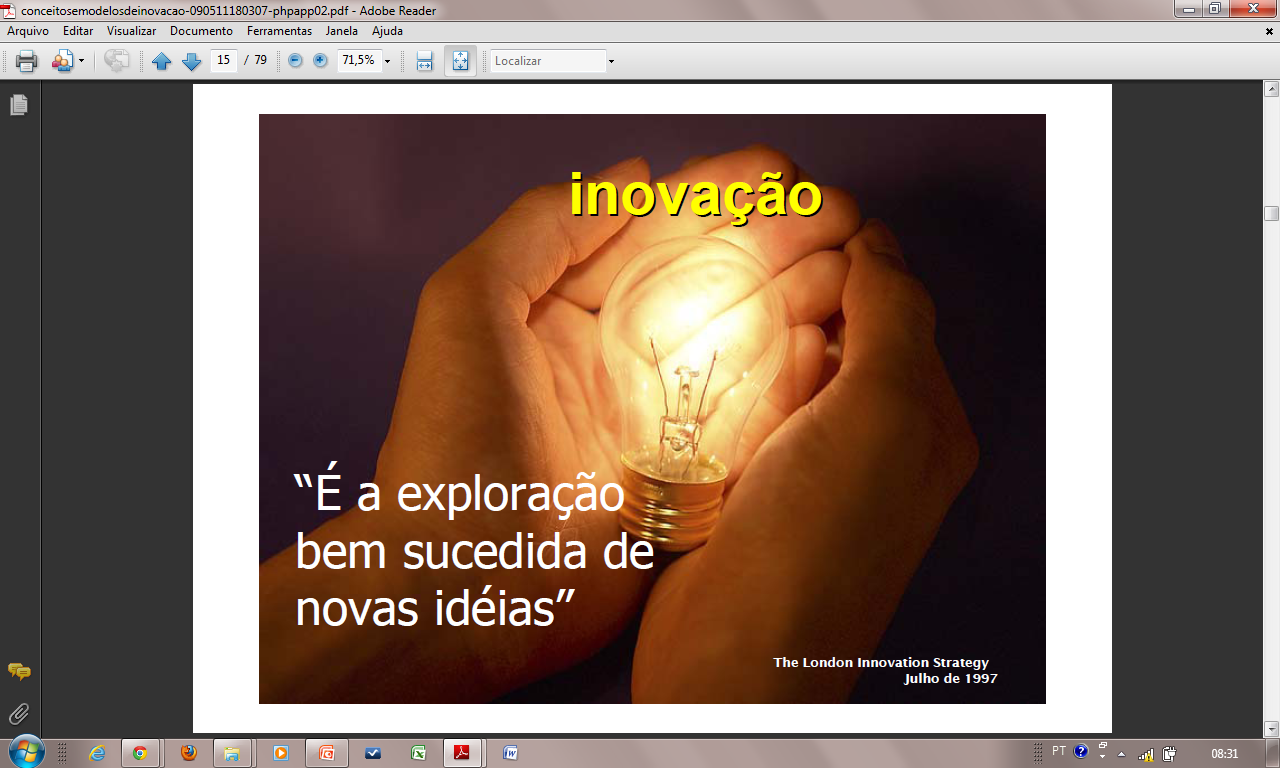 conceitosemodelosdeinovacao-090511180307-phpapp02.pdf - Adobe Reader
Arquivo Editar Visualizar Documento Ferramentas Janela Ajuda
15 / 79 71,5% Localizar
inovação
“É a exploração
bem sucedida de
novas idéias”
The London Innovation Strategy
Julho de 1997
PT 08:31